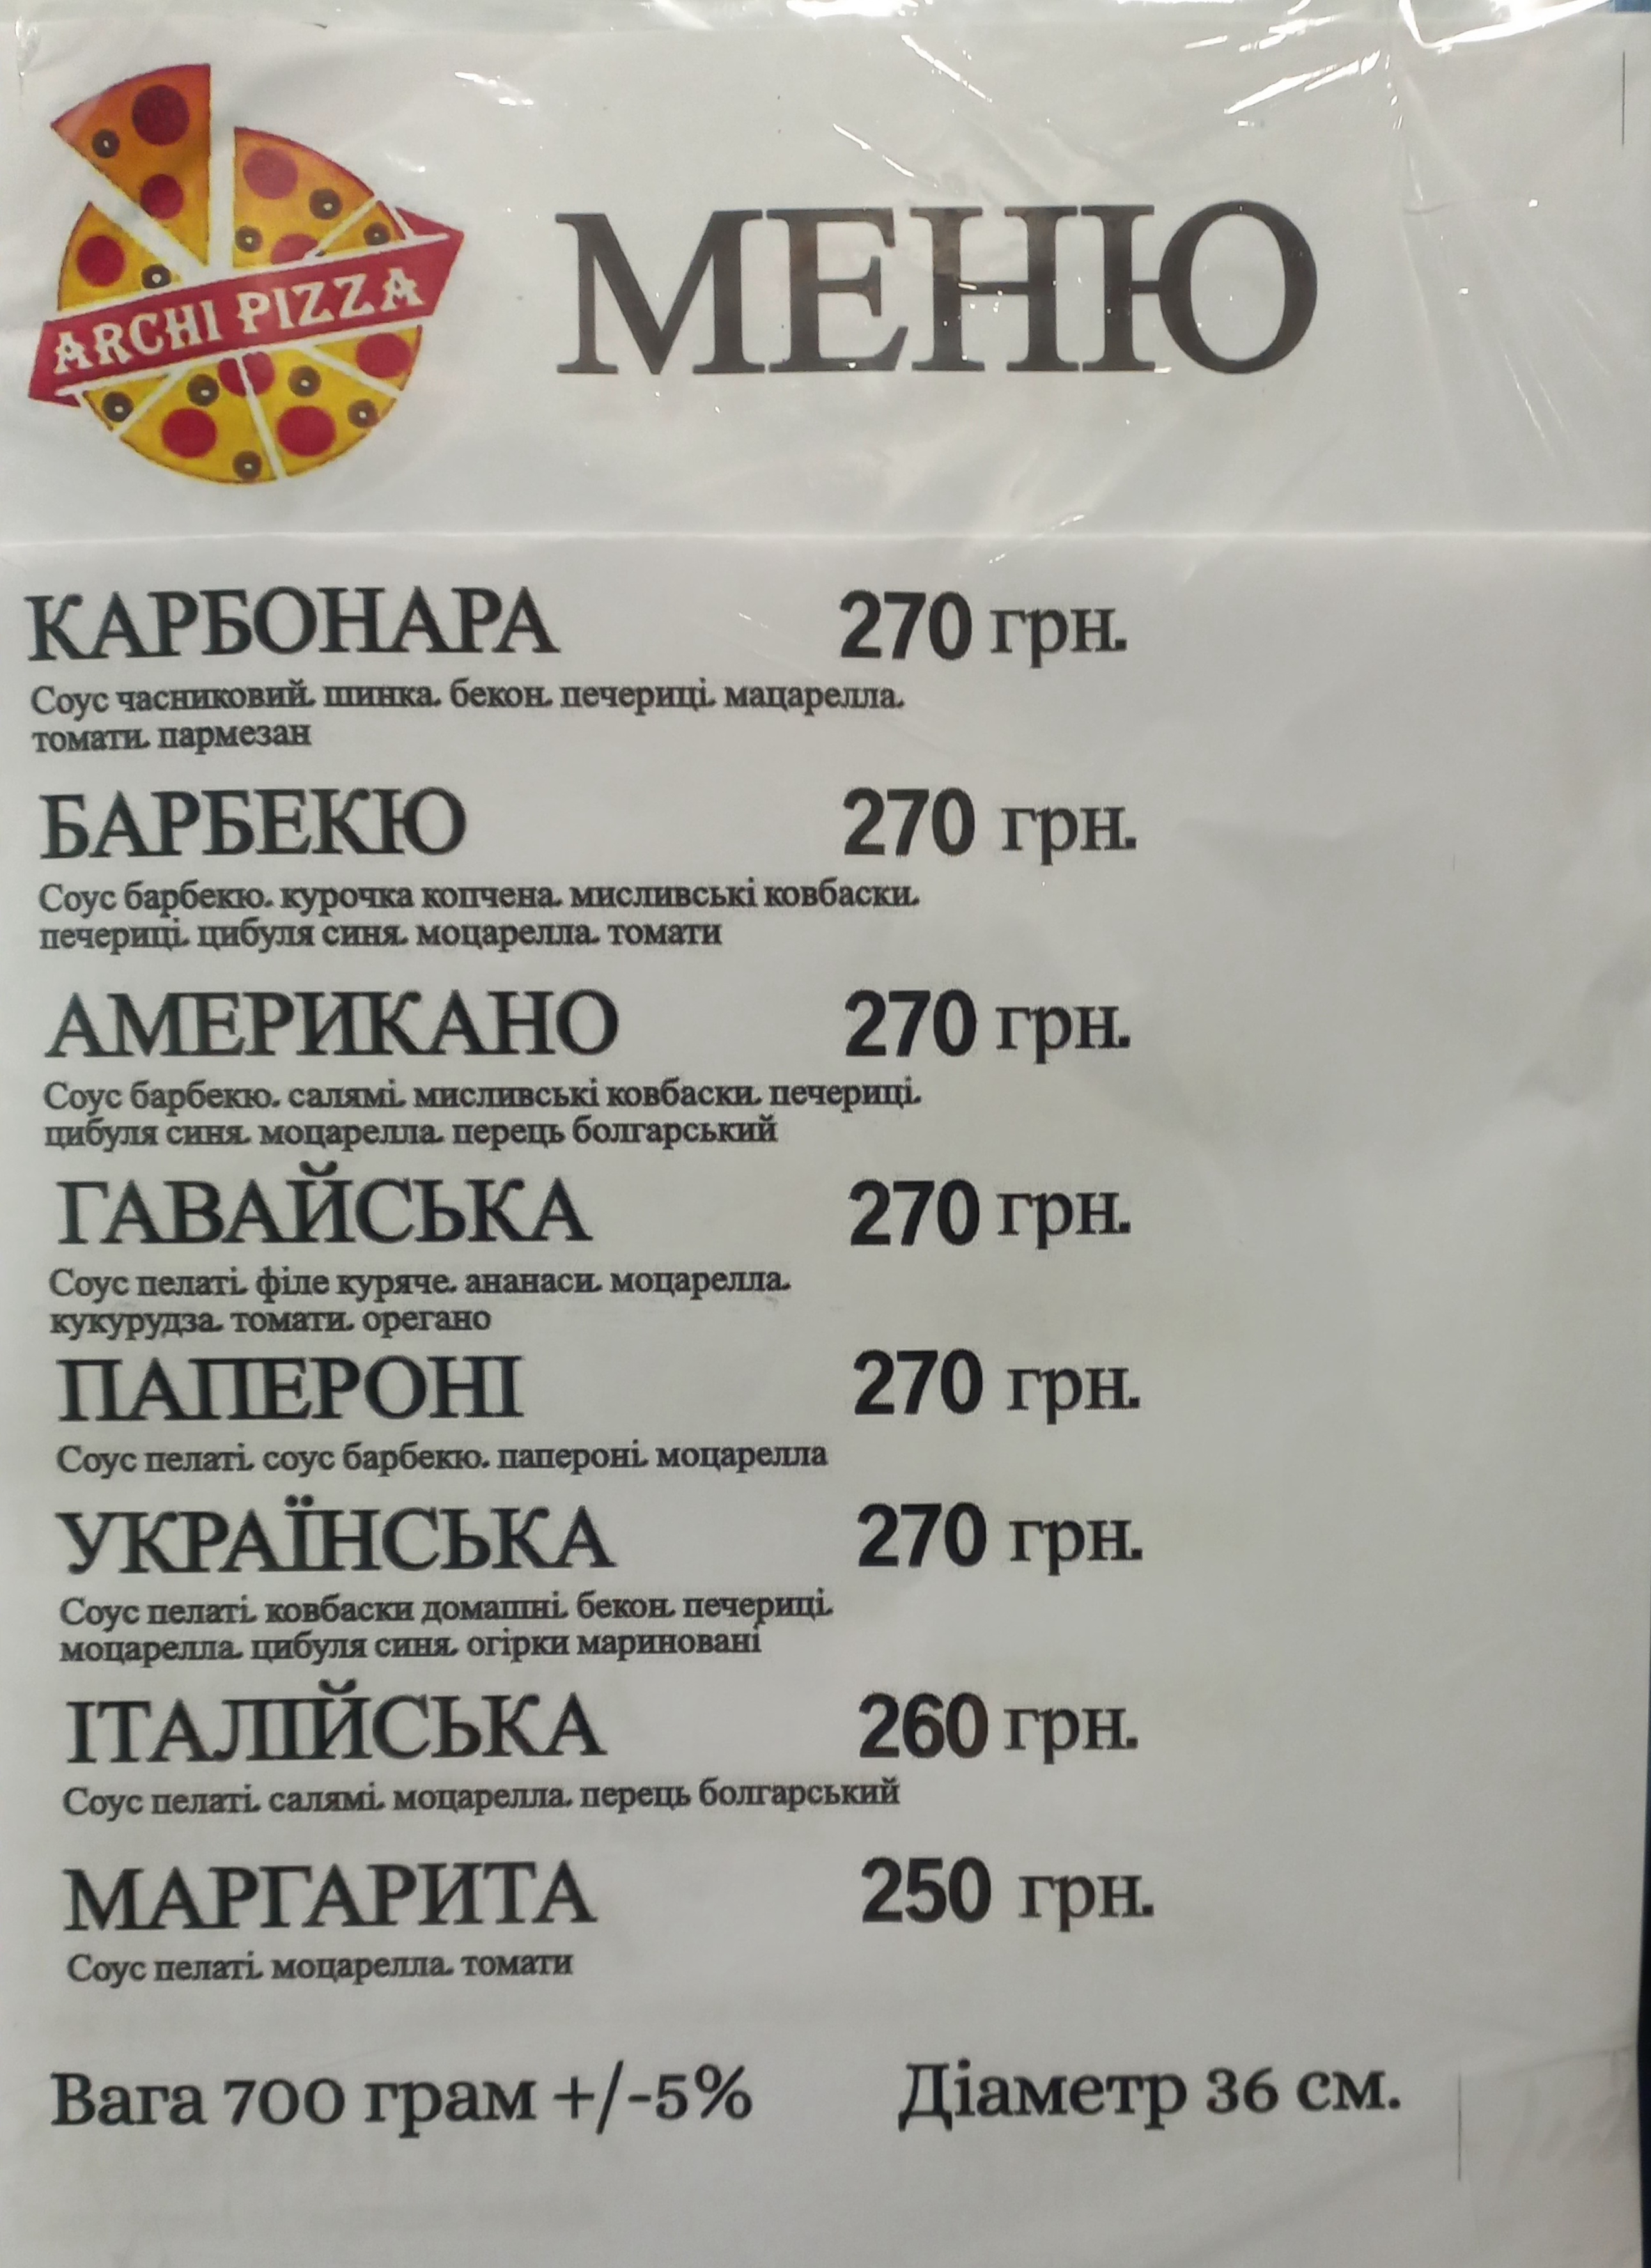 ARCHI PIZZA
МЕНЮ
КАРБОНАРА 270 грн.
Соус часниковий, шинка, бекон, печериці, мацарелла,
томати, пармезан
БАРБЕКЮ 270 грн.
Соус барбекю, курочка копчена, мисливські ковбаски,
печериці, цибуля синя, моцарелла, томати
АМЕРИКАНО 270 грн.
Соус барбекю, салямі, мисливські ковбаски, печериці,
цибуля синя, моцарелла, перець болгарський
ГАВАЙСЬКА 270 грн.
Соус пелаті, філе куряче, ананаси, моцарелла,
кукурудза, томати, орегано
ПАПЕРОНІ 270 грн.
Соус пелаті, соус барбекю, папероні, моцарелла
УКРАЇНСЬКА 270 грн.
Соус пелаті, ковбаски домашні, бекон, печериці,
моцарелла, цибуля синя, огірки мариновані
ІТАЛІЙСЬКА 260 грн.
Соус пелаті, салямі, моцарелла, перець болгарський
МАРГАРИТА 250 грн.
Соус пелаті, моцарелла, томати
Вага 700 грам +/-5% Діаметр 36 см.